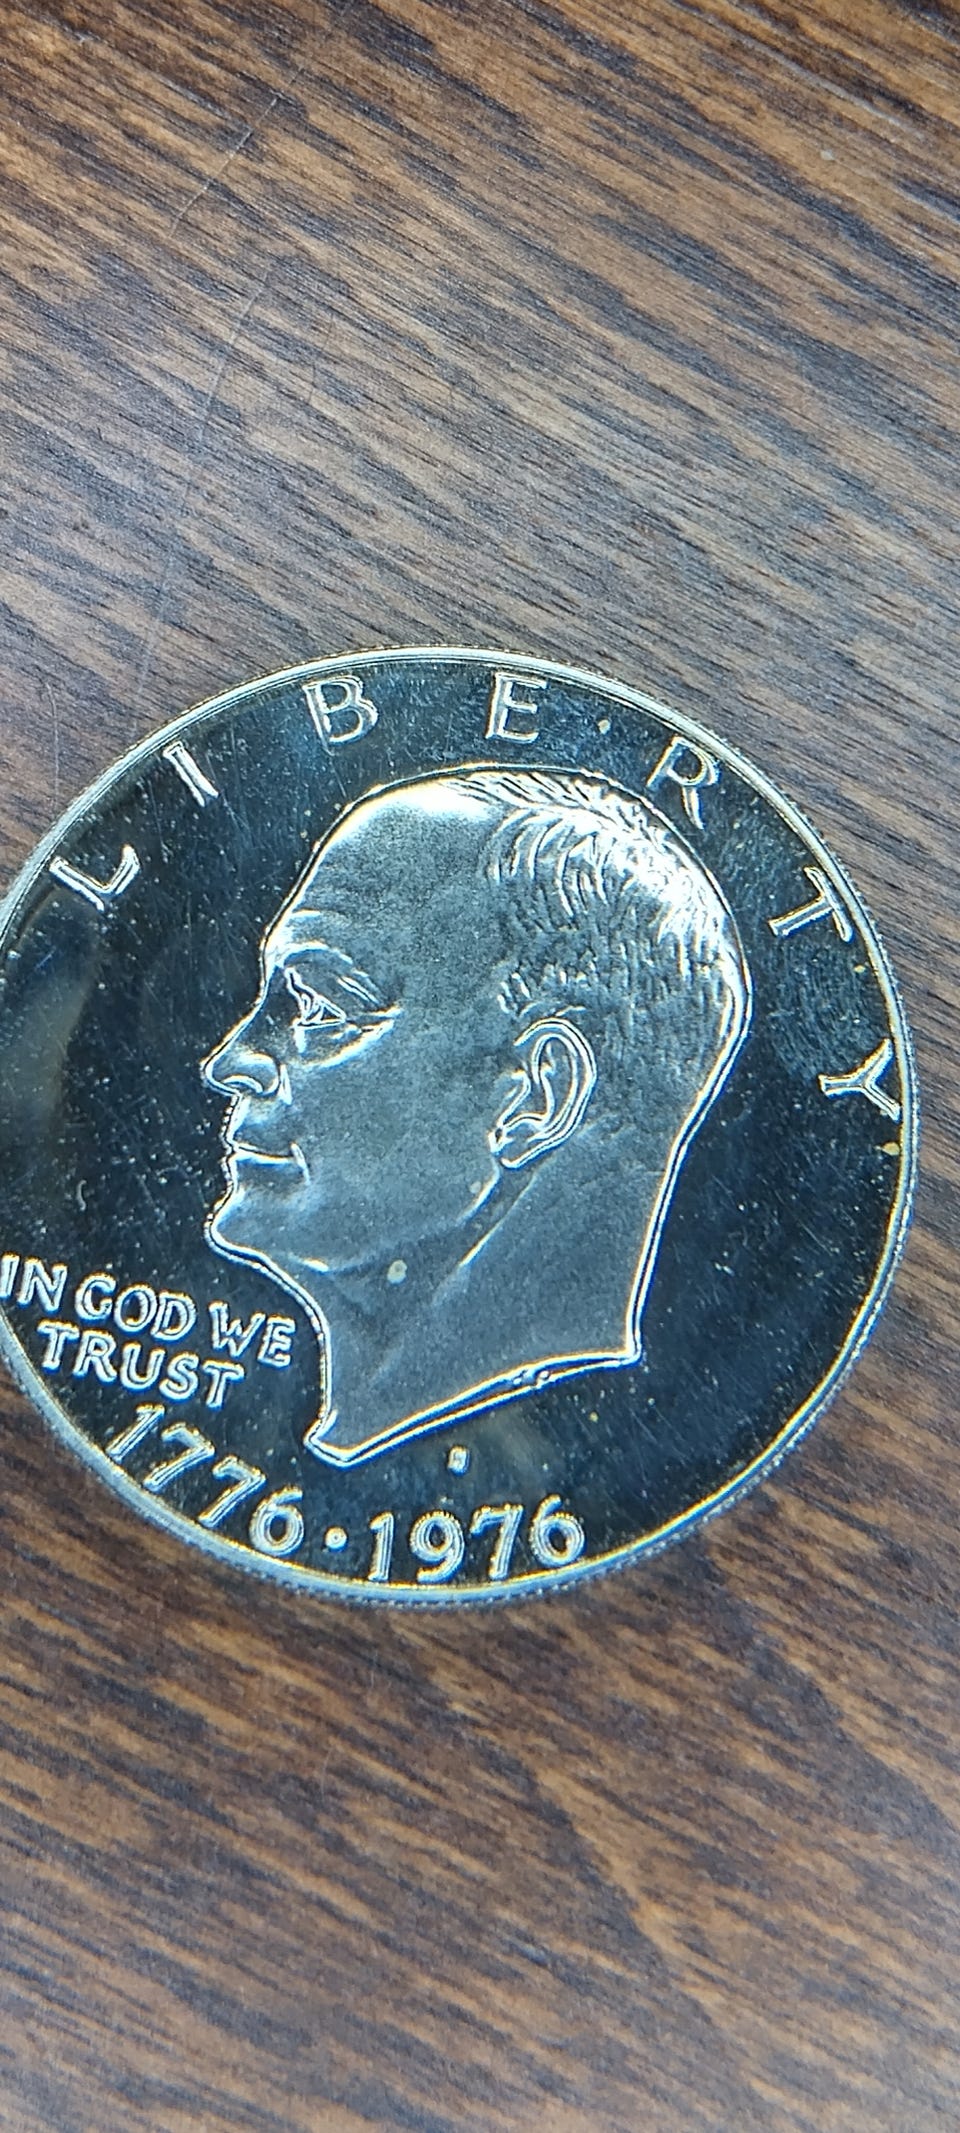 LIBERTY
IN GOD WE
TRUST
1776·1976